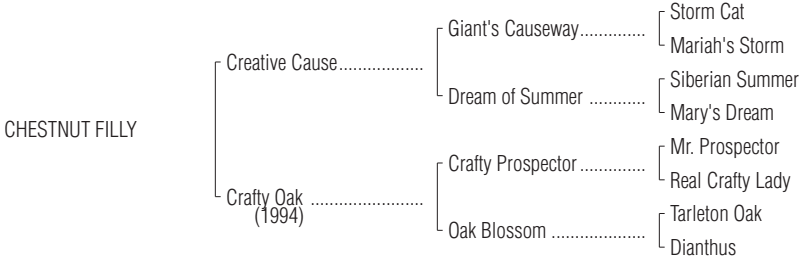 Storm Cat
Giant's Causeway..............
Mariah's Storm
Creative Cause..................
Siberian Summer
Dream of Summer ............
Mary's Dream
CHESTNUT FILLY
Mr. Prospector
Crafty Prospector..............
Real Crafty Lady
Crafty Oak ........................
(1994)
Tarleton Oak
Oak Blossom ....................
Dianthus